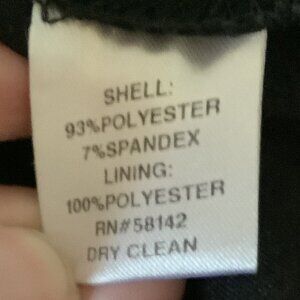 SHELL:
93%POLYESTER
7%SPANDEX
LINING:
100%POLYESTER
RN#58142
DRY CLEAN